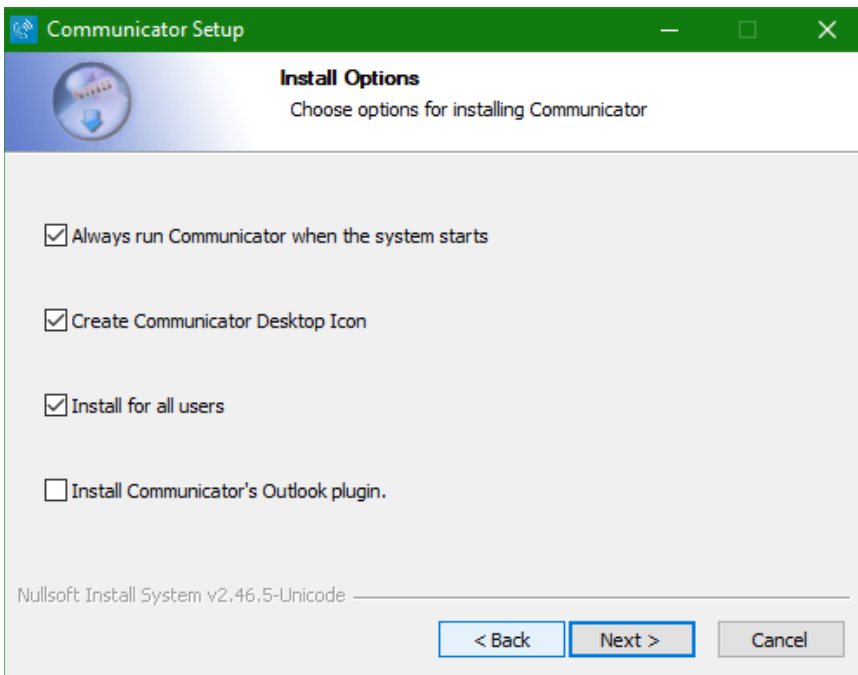 Communicator Setup
Install Options
Choose options for installing Communicator
Always run Communicator when the system starts
Create Communicator Desktop Icon
Install for all users
Install Communicator's Outlook plugin.
Nullsoft Install System v2.46.5-Unicode
< Back Next > Cancel